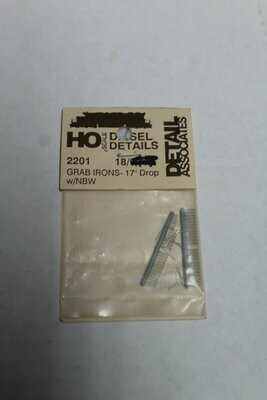 HO SCALE DIESEL
DETAILS
2201 18/
GRAB IRONS- 17" Drop
w/NBW
DETAIL
ASSOCIATES